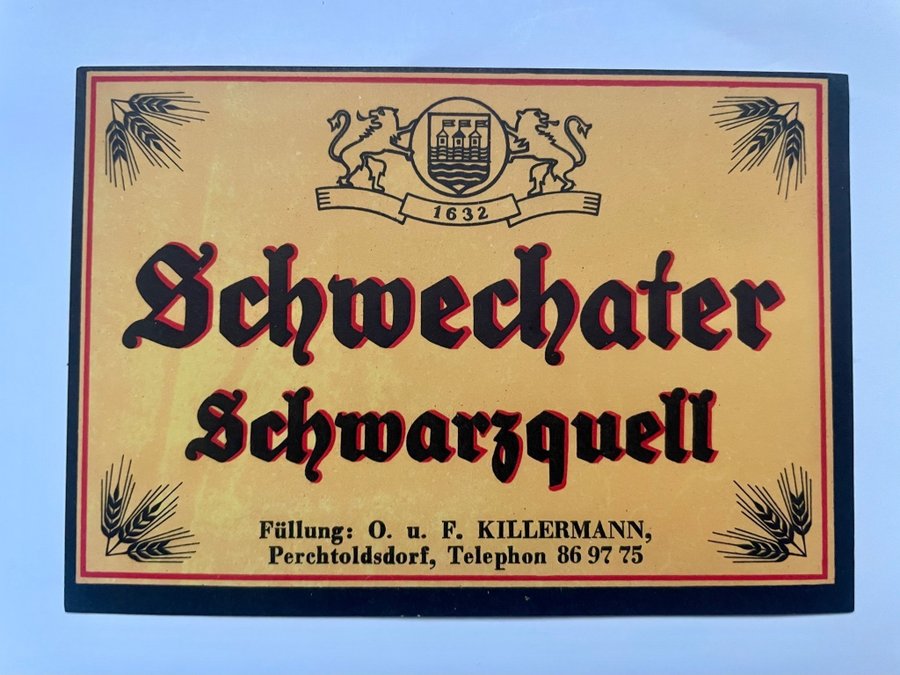 1632
Schwechater
Schwarzquell
Füllung: O. u. F. KILLERMANN,
Perchtoldsdorf, Telephon 86 97 75